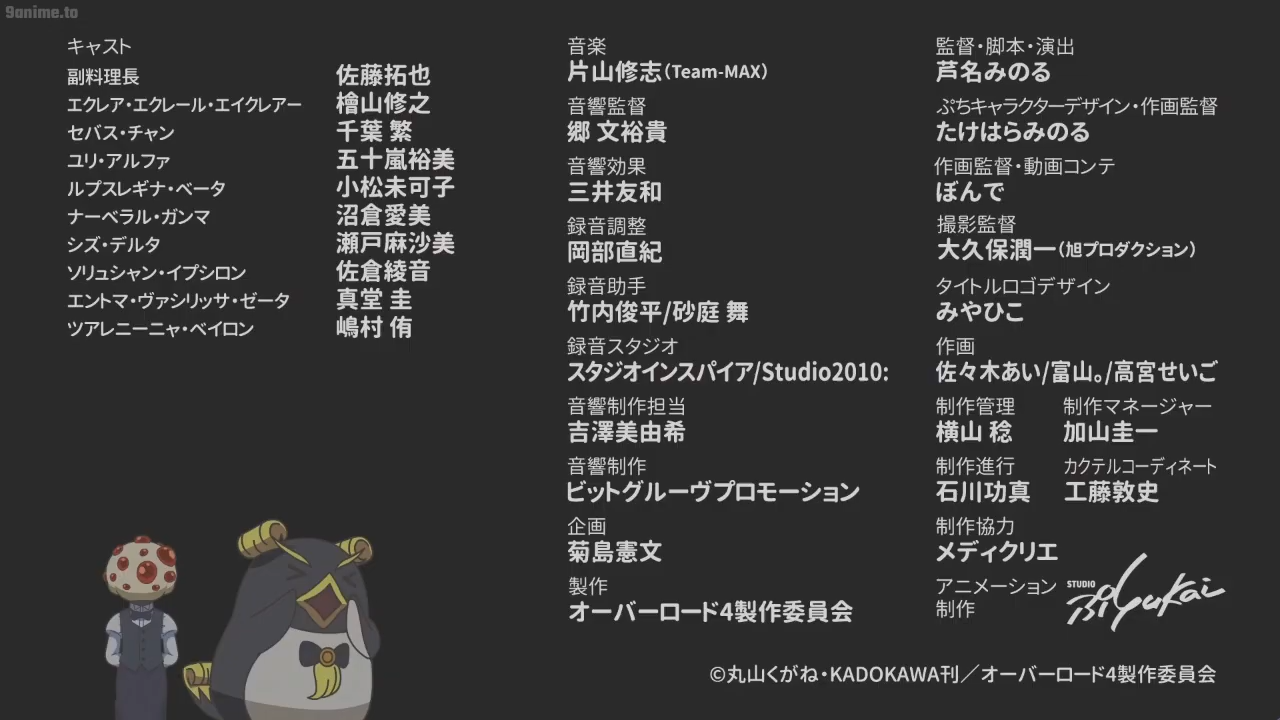 9anime.to
キャスト
副料理長 佐藤拓也
エクレア・エクレール・エイクレアー 檜山修之
セバス・チャン 千葉 繁
ユリ・アルファ 五十嵐裕美
ルプスレギナ・ベータ 小松未可子
ナーベラル・ガンマ 沼倉愛美
シズ・デルタ 瀬戸麻沙美
ソリュシャン・イプシロン 佐倉綾音
エントマ・ヴァシリッサ・ゼータ 真堂 圭
ツアレニーニャ・ベイロン 嶋村 侑
音楽
片山修志(Team-MAX)
音響監督
郷 文裕貴
音響効果
三井友和
録音調整
岡部直紀
録音助手
竹内俊平/砂庭 舞
録音スタジオ
スタジオインスパイア/Studio2010:
音響制作担当
吉澤美由希
音響制作
ビットグルーヴプロモーション
企画
菊島憲文
製作
オーバーロード4製作委員会
監督・脚本・演出
芦名みのる
ぷちキャラクターデザイン・作画監督
たけはらみのる
作画監督・動画コンテ
ぼんで
撮影監督
大久保潤一(旭プロダクション)
タイトルロゴデザイン
みやひこ
作画
佐々木あい/富山。/高宮せいご
制作管理 制作マネージャー
横山 稔 加山圭一
制作進行 カクテルコーディネート
石川功真 工藤敦史
制作協力
メディクリエ
アニメーション
制作
STUDIO ぷYUKAI
©丸山くがね・KADOKAWA刊／オーバーロード4製作委員会